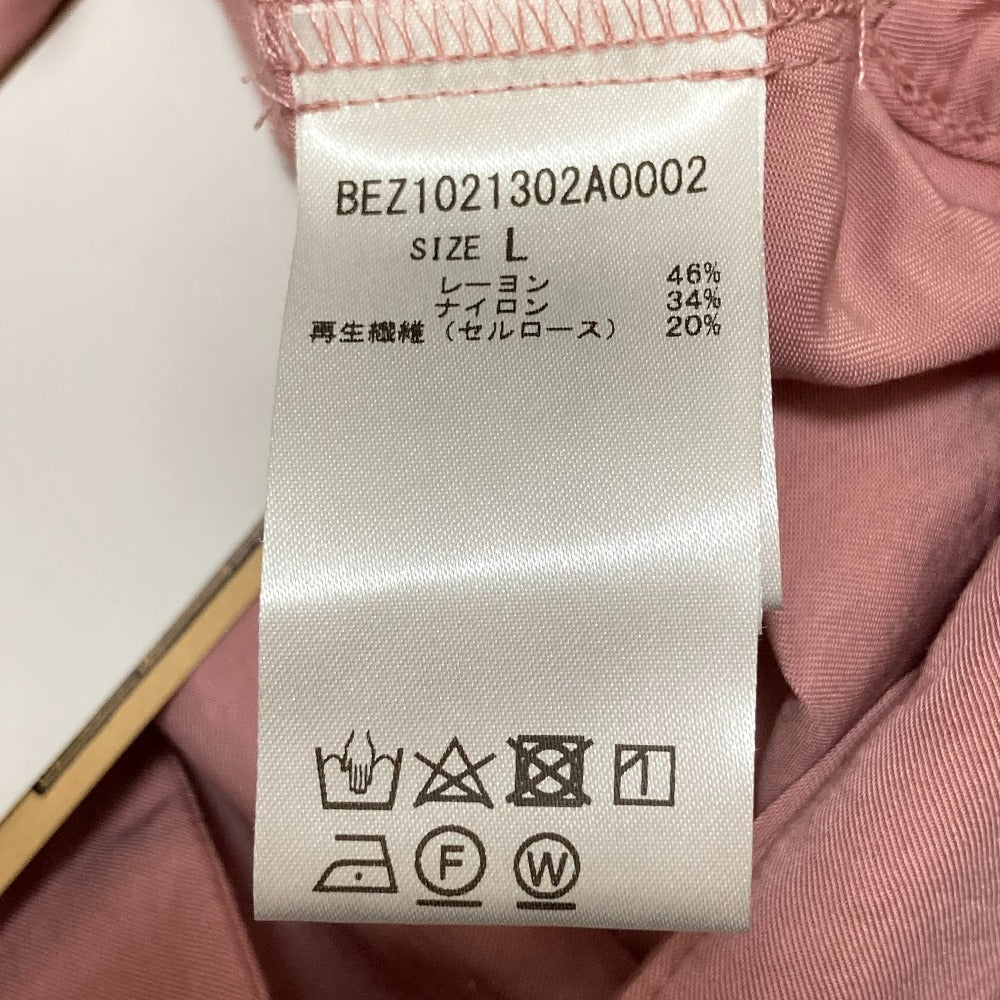 BEZ1021302A0002
SIZE L
レーヨン 46%
ナイロン 34%
再生繊維（セルロース） 20%
F W